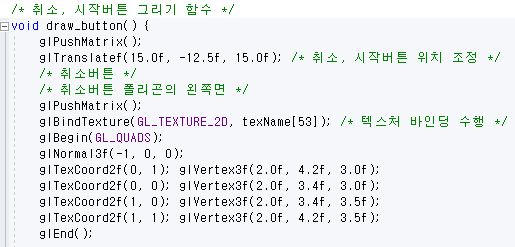 /* 취소, 시작버튼 그리기 함수 */
void draw_button() {
glPushMatrix();
glTranslatef(15.0f, -12.5f, 15.0f); /* 취소, 시작버튼 위치 조정 */
/* 취소버튼 */
/* 취소버튼 폴리곤의 왼쪽면 */
glPushMatrix();
glBindTexture(GL_TEXTURE_2D, texName[53]); /* 텍스처 바인딩 수행 */
glBegin(GL_QUADS);
glNormal3f(-1, 0, 0);
glTexCoord2f(0, 1); glVertex3f(2.0f, 4.2f, 3.0f);
glTexCoord2f(0, 0); glVertex3f(2.0f, 3.4f, 3.0f);
glTexCoord2f(1, 0); glVertex3f(2.0f, 3.4f, 3.5f);
glTexCoord2f(1, 1); glVertex3f(2.0f, 4.2f, 3.5f);
glEnd();